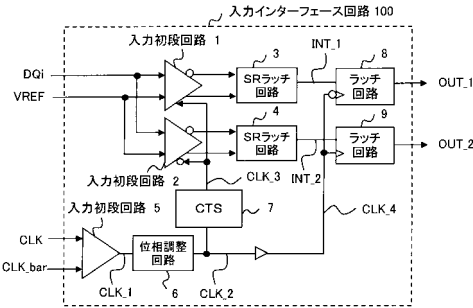 入力インターフェース回路 100
入力初段回路 1
3
INT_1
8
DQi
VREF
SRラッチ
回路
ラッチ
回路
OUT_1
4
9
SRラッチ
回路
ラッチ
回路
OUT_2
入力初段回路 2
CLK_3
INT_2
入力初段回路 5
CTS
7
CLK_4
CLK
CLK_bar
位相調整
回路
CLK_1
6
CLK_2